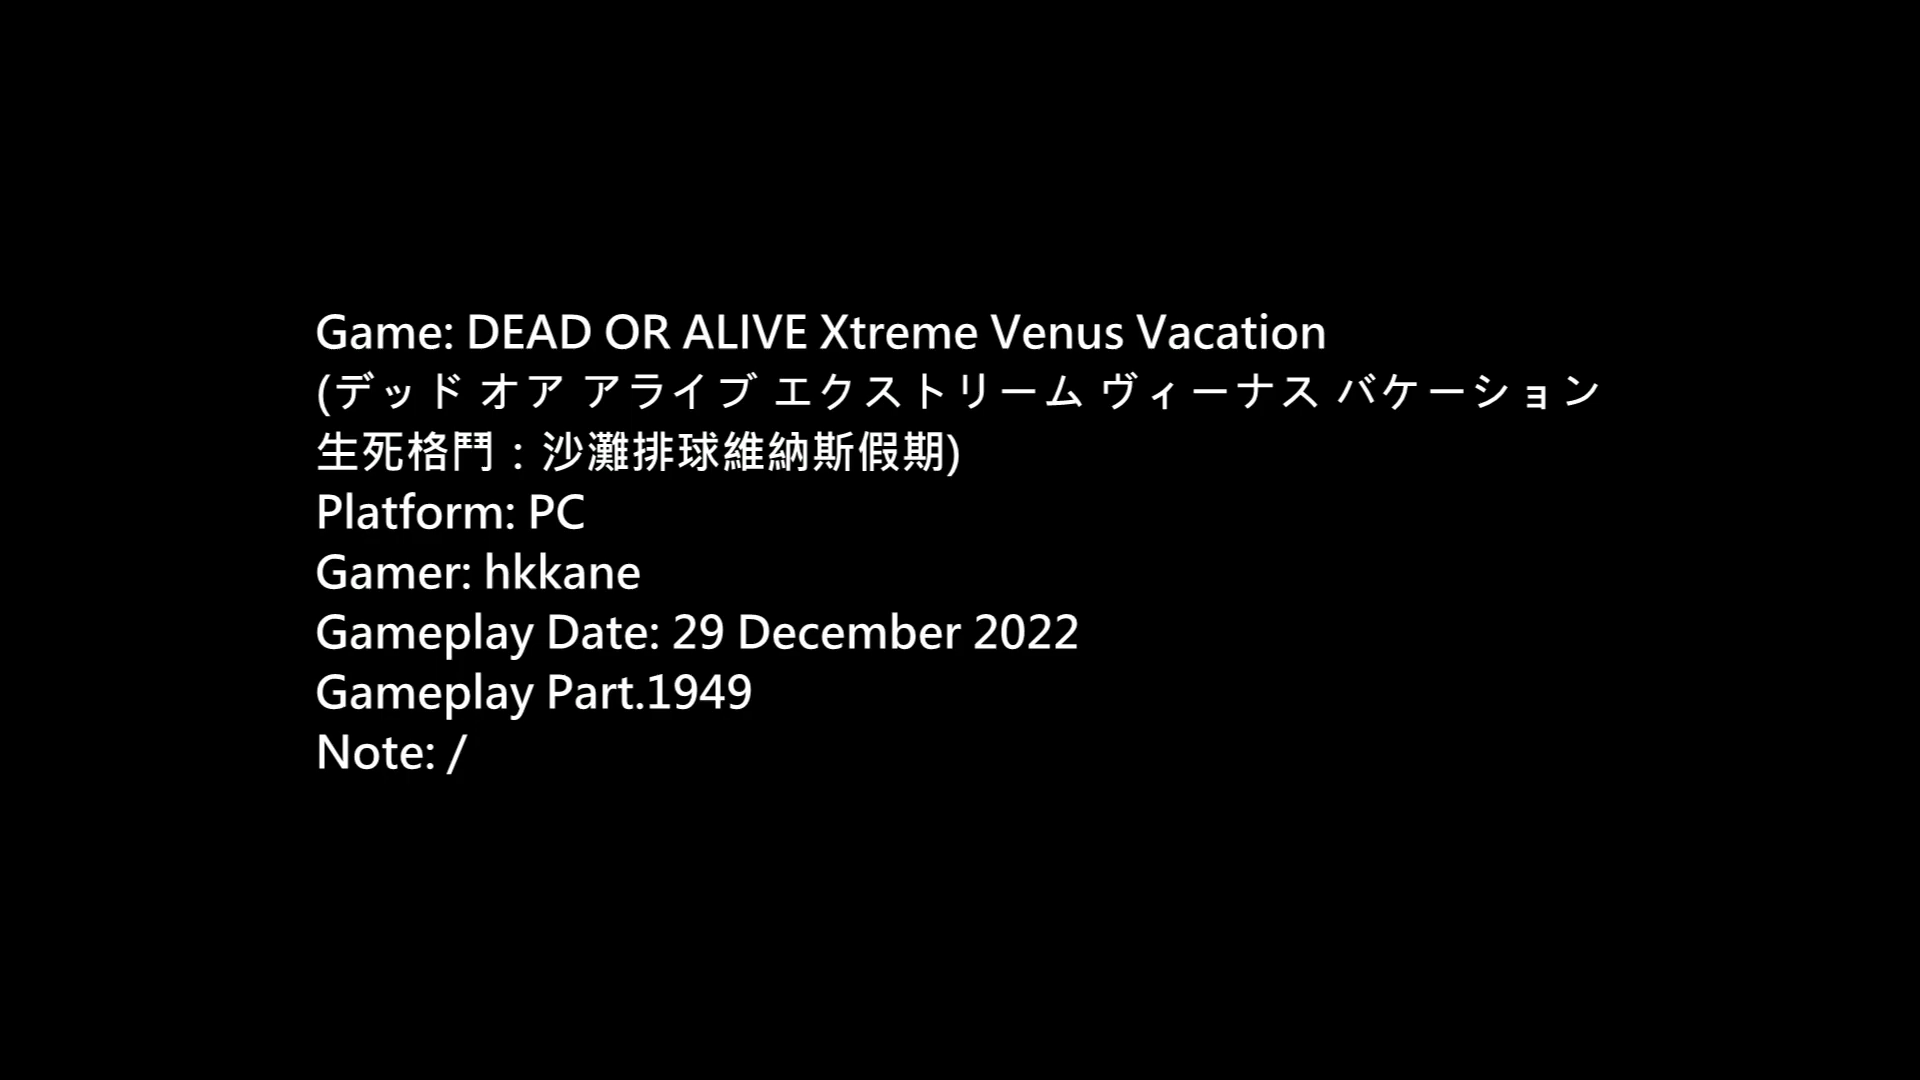 Game: DEAD OR ALIVE Xtreme Venus Vacation
(デッド オア アライブ エクストリーム ヴィーナス バケーション
生死格鬥：沙灘排球維納斯假期)
Platform: PC
Gamer: hkkane
Gameplay Date: 29 December 2022
Gameplay Part.1949
Note: /